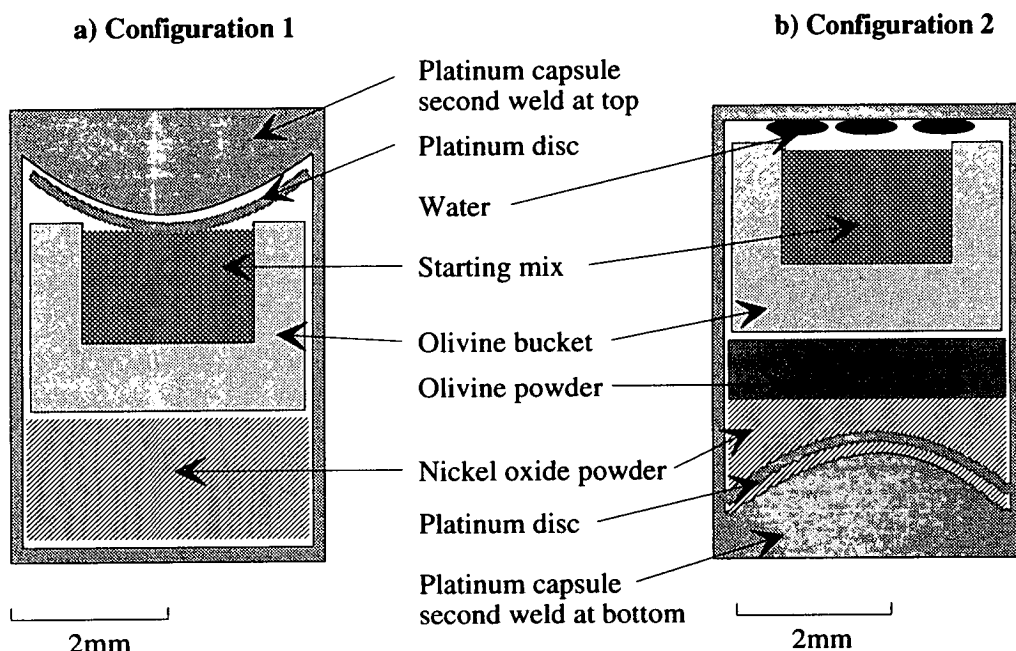 a) Configuration 1
b) Configuration 2
Platinum capsule
second weld at top
Platinum disc
Water
Starting mix
Olivine bucket
Olivine powder
Nickel oxide powder
Platinum disc
Platinum capsule
second weld at bottom
2mm
2mm